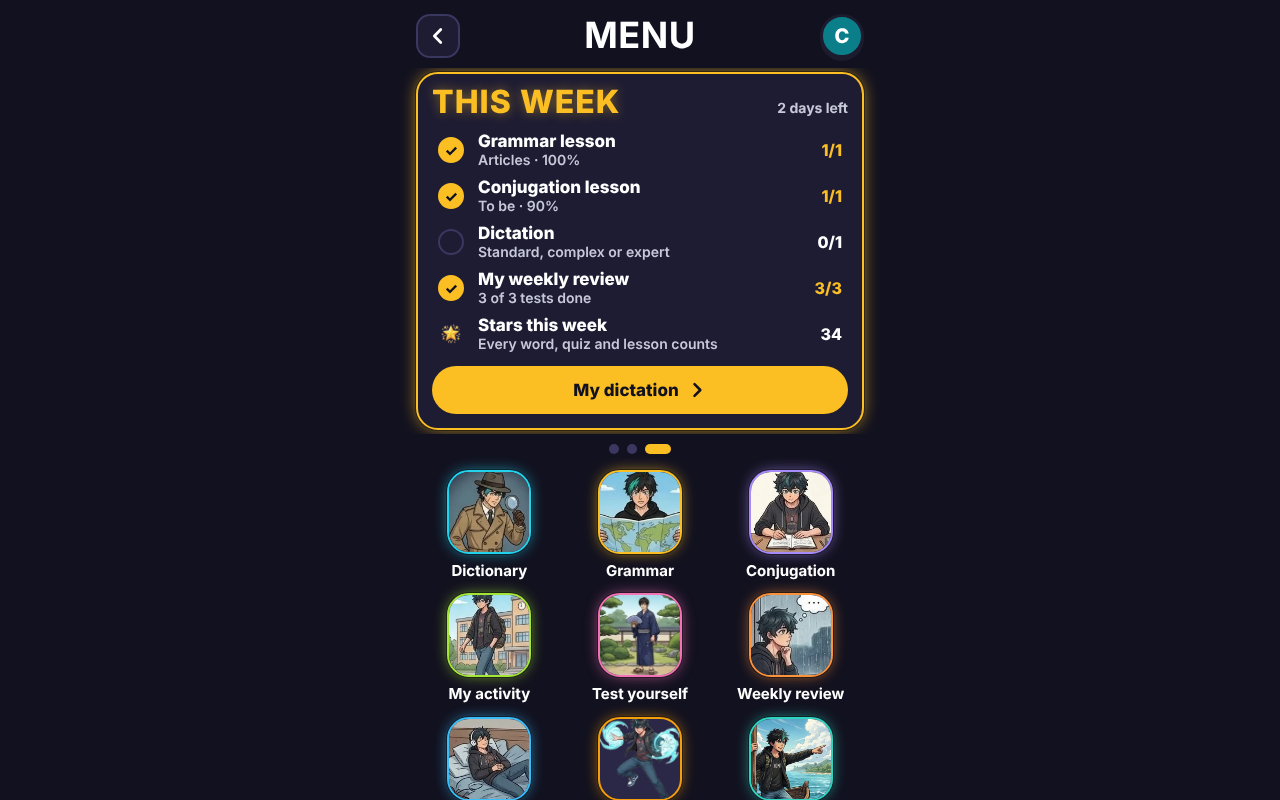 MENU
C
THIS WEEK
2 days left
Grammar lesson
Articles · 100%
1/1
Conjugation lesson
To be · 90%
1/1
Dictation
Standard, complex or expert
0/1
My weekly review
3 of 3 tests done
3/3
Stars this week
Every word, quiz and lesson counts
34
My dictation
Dictionary
Grammar
Conjugation
My activity
Test yourself
Weekly review